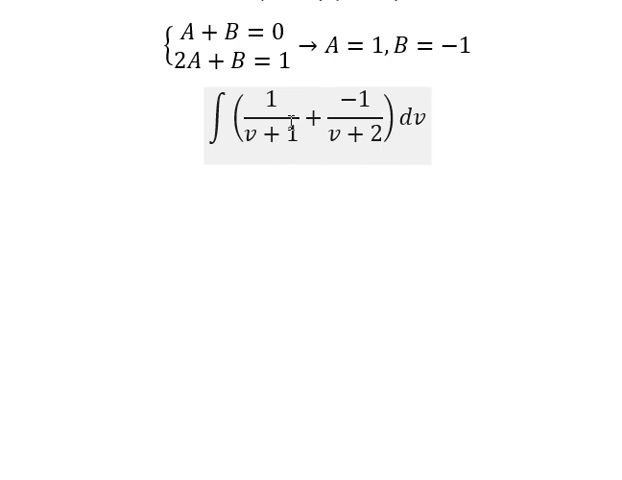 {A + B = 0
2A + B = 1 → A = 1, B = −1
∫ (1/(v + 1) + −1/(v + 2)) dv